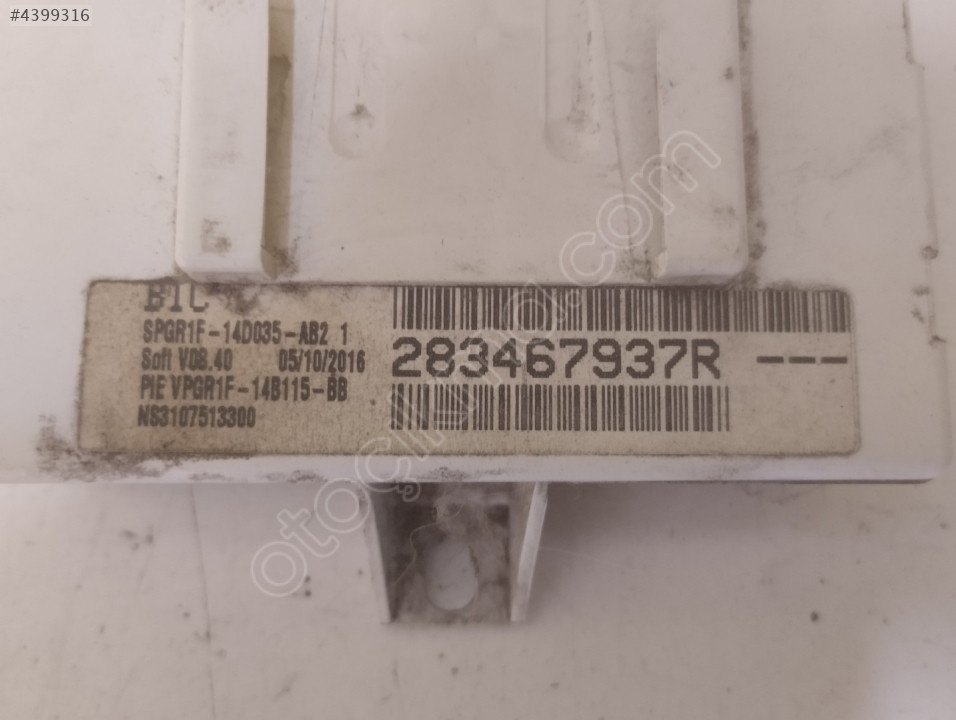 #4399316
BIC
SPGR1F-14D035-AB2 1
Soft V08.40 05/10/2016
PIE VPGR1F-14B115-BB
NS3107513300
283467937R ---
otocikma.com